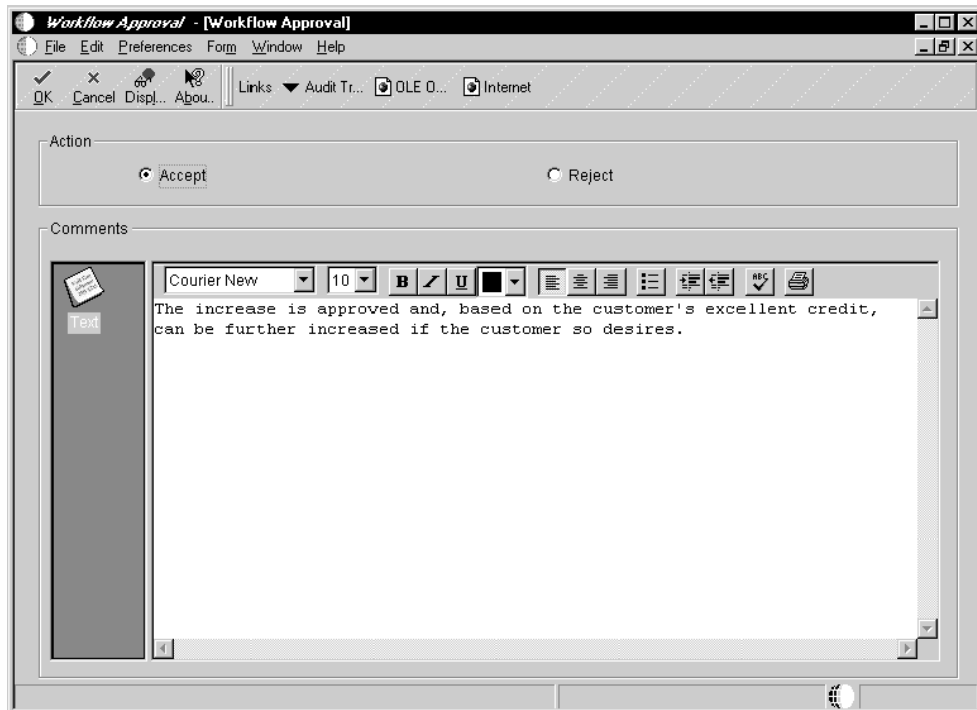 Workflow Approval - [Workflow Approval]
File Edit Preferences Form Window Help
OK Cancel Displ... Abou.. Links Audit Tr... OLE O... Internet
Action
Accept Reject
Comments
Courier New 10 B I U ABC
Text
The increase is approved and, based on the customer's excellent credit,
can be further increased if the customer so desires.